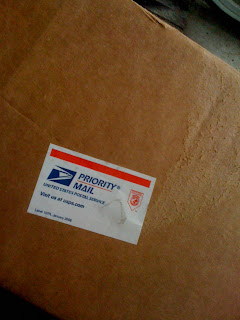 PRIORITY®
MAIL
UNITED STATES POSTAL SERVICE
Visit us at usps.com